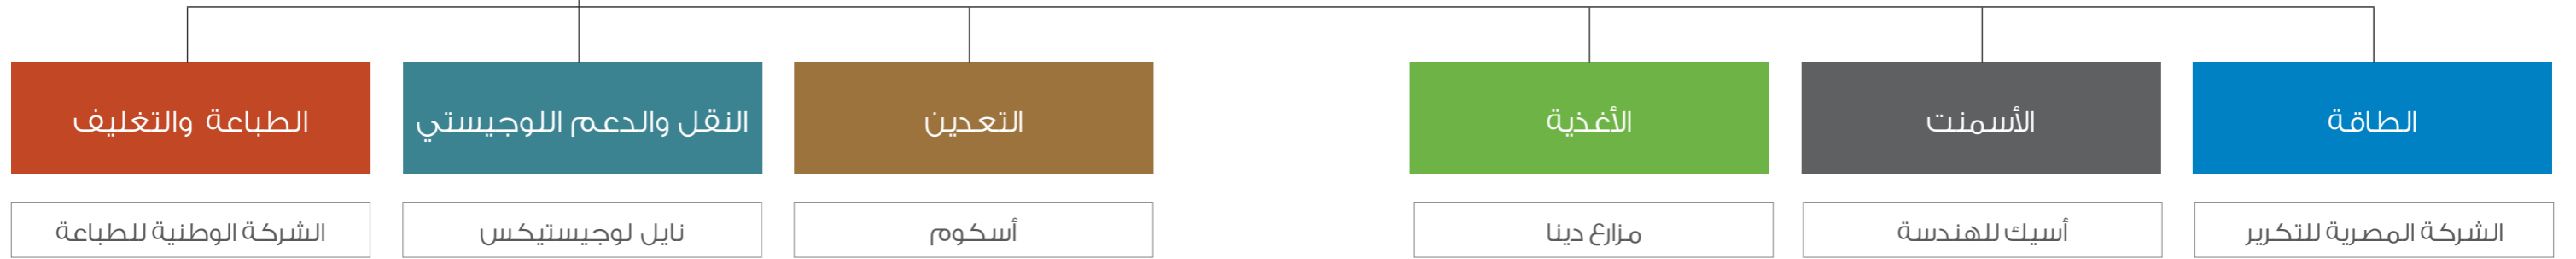 الطاقة
الأسمنت
الأغذية
التعدين
النقل والدعم اللوجيستي
الطباعة والتغليف
الشركة المصرية للتكرير
أسيك للهندسة
مزارع دينا
أسكوم
نايل لوجيستيكس
الشركة الوطنية للطباعة